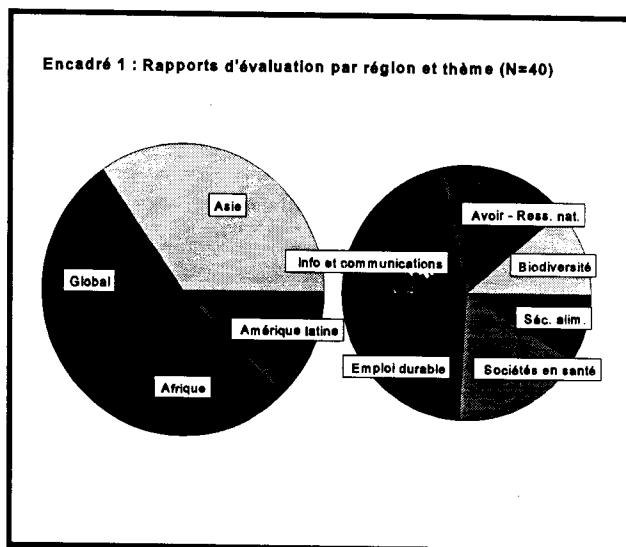 Encadré 1 : Rapports d'évaluation par région et thème (N=40)
Asie
Global
Amérique latine
Afrique
Avoir - Ress. nat.
Info et communications
Biodiversité
Séc. alim.
Emploi durable
Sociétés en santé